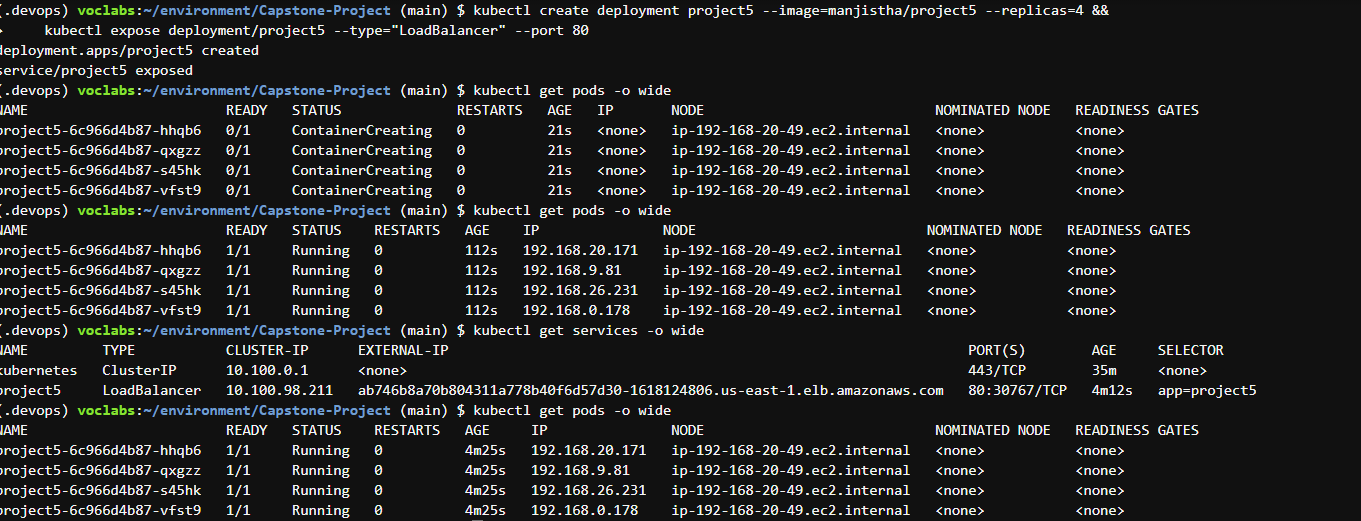 (.devops) voclabs:~/environment/Capstone-Project (main) $ kubectl create deployment project5 --image=manjistha/project5 --replicas=4 &&
> kubectl expose deployment/project5 --type="LoadBalancer" --port 80
deployment.apps/project5 created
service/project5 exposed
(.devops) voclabs:~/environment/Capstone-Project (main) $ kubectl get pods -o wide
NAME READY STATUS RESTARTS AGE IP NODE NOMINATED NODE READINESS GATES
project5-6c966d4b87-hhqb6 0/1 ContainerCreating 0 21s <none> ip-192-168-20-49.ec2.internal <none> <none>
project5-6c966d4b87-qxgzz 0/1 ContainerCreating 0 21s <none> ip-192-168-20-49.ec2.internal <none> <none>
project5-6c966d4b87-s45hk 0/1 ContainerCreating 0 21s <none> ip-192-168-20-49.ec2.internal <none> <none>
project5-6c966d4b87-vfst9 0/1 ContainerCreating 0 21s <none> ip-192-168-20-49.ec2.internal <none> <none>
(.devops) voclabs:~/environment/Capstone-Project (main) $ kubectl get pods -o wide
NAME READY STATUS RESTARTS AGE IP NODE NOMINATED NODE READINESS GATES
project5-6c966d4b87-hhqb6 1/1 Running 0 112s 192.168.20.171 ip-192-168-20-49.ec2.internal <none> <none>
project5-6c966d4b87-qxgzz 1/1 Running 0 112s 192.168.9.81 ip-192-168-20-49.ec2.internal <none> <none>
project5-6c966d4b87-s45hk 1/1 Running 0 112s 192.168.26.231 ip-192-168-20-49.ec2.internal <none> <none>
project5-6c966d4b87-vfst9 1/1 Running 0 112s 192.168.0.178 ip-192-168-20-49.ec2.internal <none> <none>
(.devops) voclabs:~/environment/Capstone-Project (main) $ kubectl get services -o wide
NAME TYPE CLUSTER-IP EXTERNAL-IP PORT(S) AGE SELECTOR
kubernetes ClusterIP 10.100.0.1 <none> 443/TCP 35m <none>
project5 LoadBalancer 10.100.98.211 ab746b8a70b804311a778b40f6d57d30-1618124806.us-east-1.elb.amazonaws.com 80:30767/TCP 4m12s app=project5
(.devops) voclabs:~/environment/Capstone-Project (main) $ kubectl get pods -o wide
NAME READY STATUS RESTARTS AGE IP NODE NOMINATED NODE READINESS GATES
project5-6c966d4b87-hhqb6 1/1 Running 0 4m25s 192.168.20.171 ip-192-168-20-49.ec2.internal <none> <none>
project5-6c966d4b87-qxgzz 1/1 Running 0 4m25s 192.168.9.81 ip-192-168-20-49.ec2.internal <none> <none>
project5-6c966d4b87-s45hk 1/1 Running 0 4m25s 192.168.26.231 ip-192-168-20-49.ec2.internal <none> <none>
project5-6c966d4b87-vfst9 1/1 Running 0 4m25s 192.168.0.178 ip-192-168-20-49.ec2.internal <none> <none>